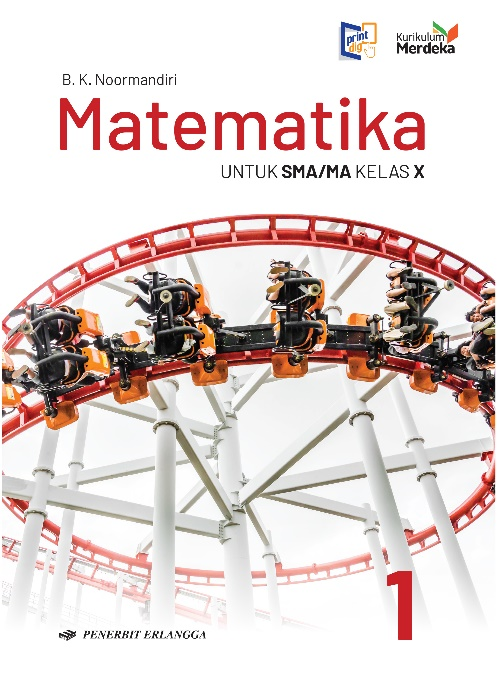 print
dig
Kurikulum
Merdeka
B. K. Noormandiri
Matematika
UNTUK SMA/MA KELAS X
1
PENERBIT ERLANGGA